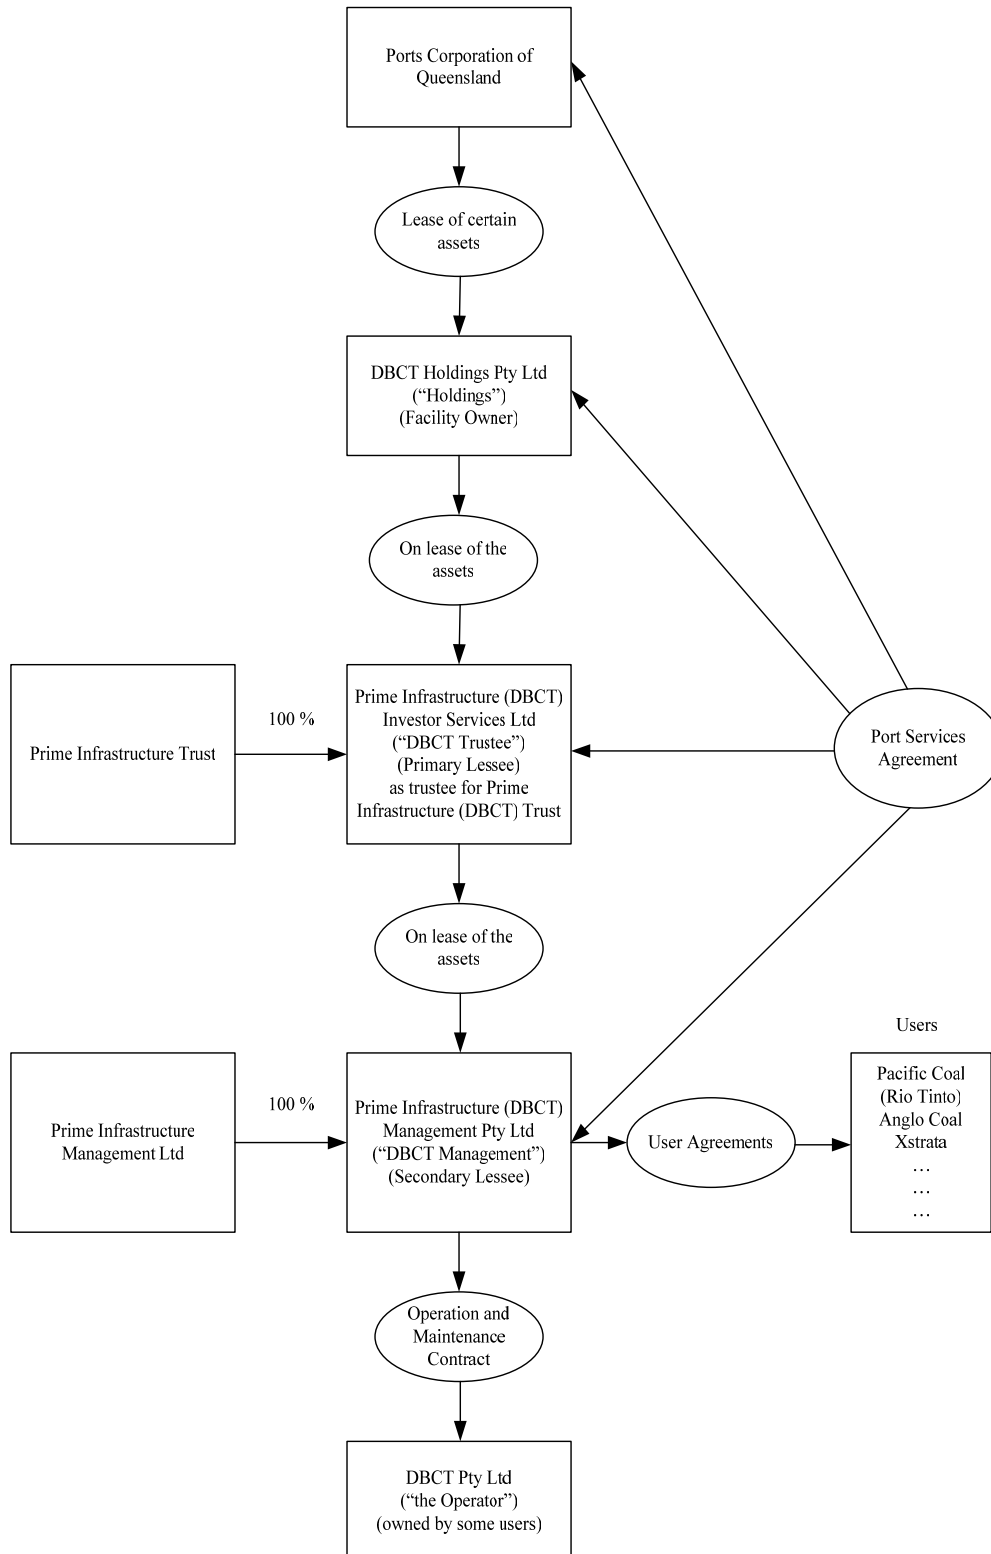 Ports Corporation of
Queensland
Lease of certain
assets
DBCT Holdings Pty Ltd
(“Holdings”)
(Facility Owner)
On lease of the
assets
Prime Infrastructure Trust
100 %
Prime Infrastructure (DBCT)
Investor Services Ltd
(“DBCT Trustee”)
(Primary Lessee)
as trustee for Prime
Infrastructure (DBCT) Trust
Port Services
Agreement
On lease of the
assets
Prime Infrastructure
Management Ltd
100 %
Prime Infrastructure (DBCT)
Management Pty Ltd
(“DBCT Management”)
(Secondary Lessee)
User Agreements
Users
Pacific Coal
(Rio Tinto)
Anglo Coal
Xstrata
…
…
…
Operation and
Maintenance
Contract
DBCT Pty Ltd
(“the Operator”)
(owned by some users)